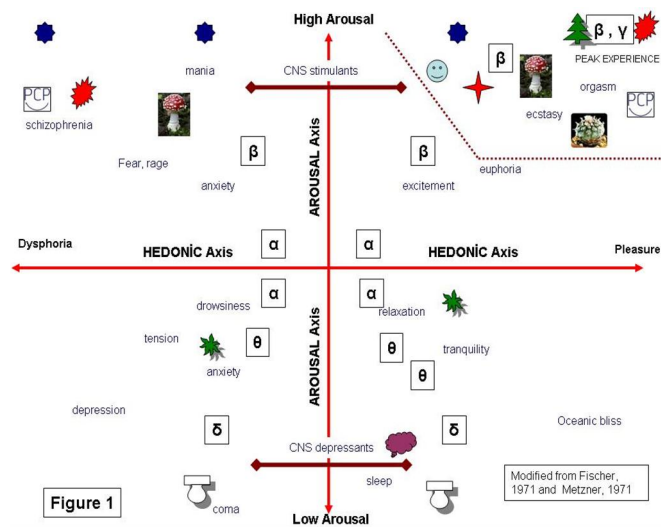 High Arousal
β , γ
PEAK EXPERIENCE
mania
CNS stimulants
β
orgasm
PCP
PCP
ecstasy
schizophrenia
Fear, rage
β
AROUSAL Axis
β
euphoria
anxiety
excitement
α
α
Dysphoria
HEDONİC Axis
HEDONİC Axis
Pleasure
α
α
drowsiness
relaxation
tension
θ
AROUSAL Axis
θ
tranquility
anxiety
θ
depression
Oceanic bliss
δ
δ
CNS depressants
sleep
Modified from Fischer,
1971 and Metzner, 1971
Figure 1
coma
Low Arousal